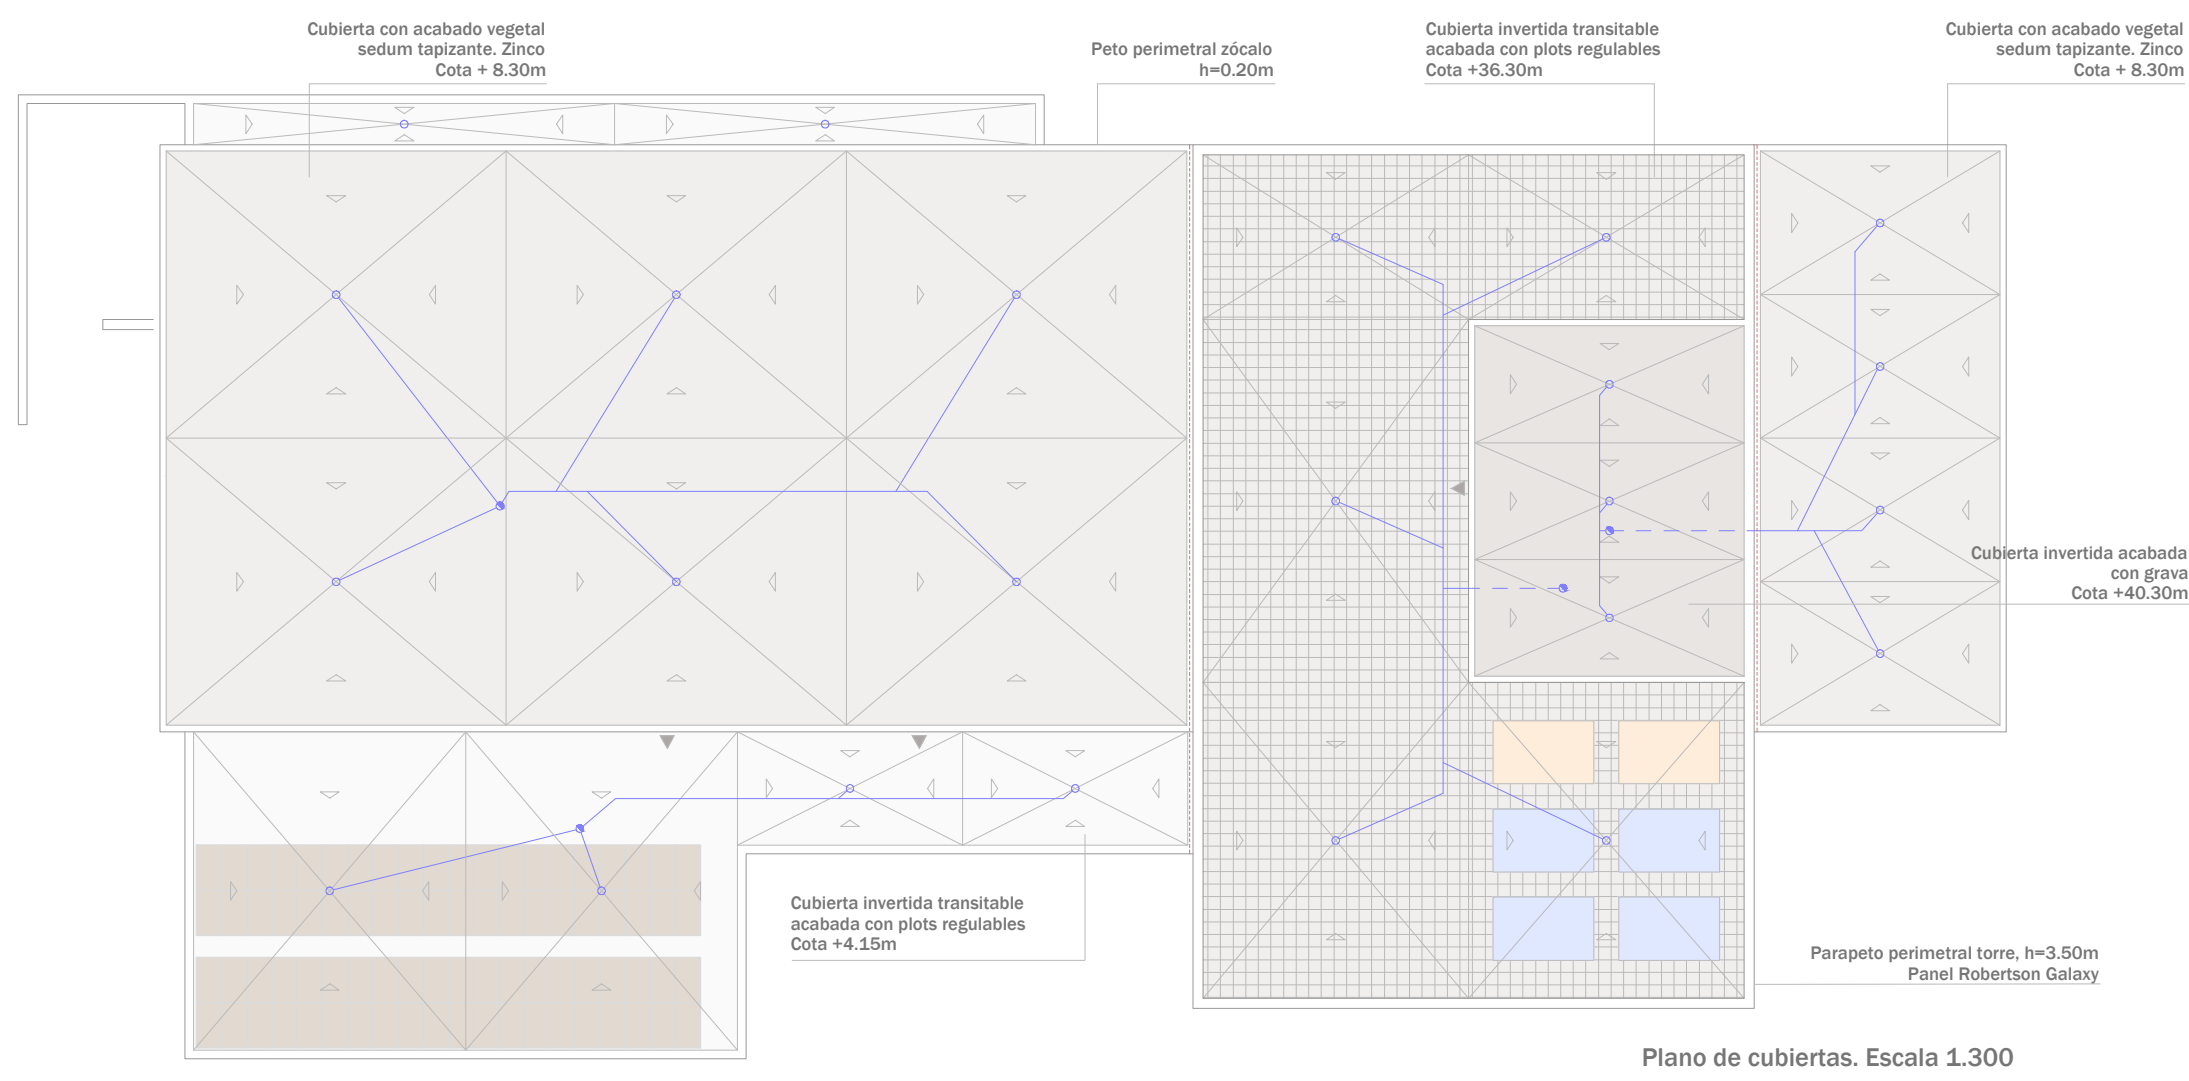 Cubierta con acabado vegetal
sedum tapizante. Zinco
Cota + 8.30m
Peto perimetral zócalo
h=0.20m
Cubierta invertida transitable
acabada con plots regulables
Cota +36.30m
Cubierta con acabado vegetal
sedum tapizante. Zinco
Cota + 8.30m
Cubierta invertida acabada
con grava
Cota +40.30m
Cubierta invertida transitable
acabada con plots regulables
Cota +4.15m
Parapeto perimetral torre, h=3.50m
Panel Robertson Galaxy
Plano de cubiertas. Escala 1.300